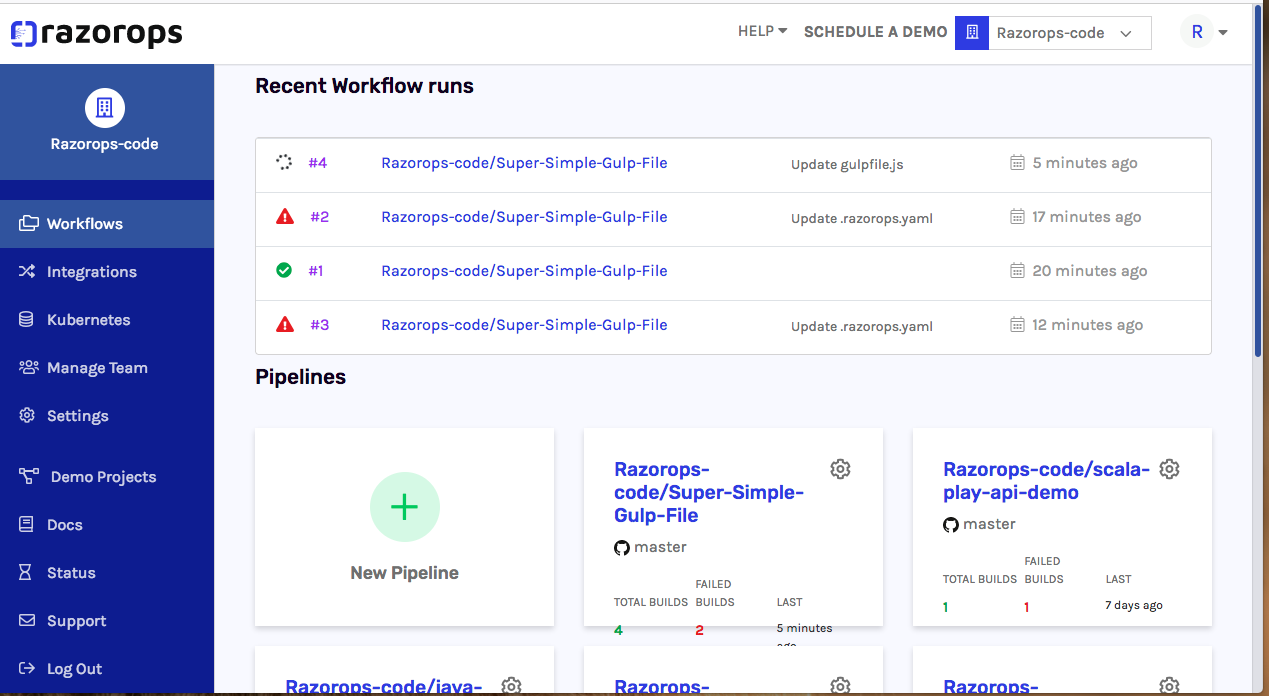 razorops
HELP
SCHEDULE A DEMO
Razorops-code
R
Razorops-code
Workflows
Integrations
Kubernetes
Manage Team
Settings
Demo Projects
Docs
Status
Support
Log Out
Recent Workflow runs
#4 Razorops-code/Super-Simple-Gulp-File Update gulpfile.js 5 minutes ago
#2 Razorops-code/Super-Simple-Gulp-File Update .razorops.yaml 17 minutes ago
#1 Razorops-code/Super-Simple-Gulp-File 20 minutes ago
#3 Razorops-code/Super-Simple-Gulp-File Update .razorops.yaml 12 minutes ago
Pipelines
New Pipeline
Razorops-
code/Super-Simple-
Gulp-File
master
TOTAL BUILDS
FAILED
BUILDS
LAST
4
2
5 minutes
ago
Razorops-code/scala-
play-api-demo
master
TOTAL BUILDS
FAILED
BUILDS
LAST
1
1
7 days ago
Razorops-code/java-
Razorops-
Razorops-